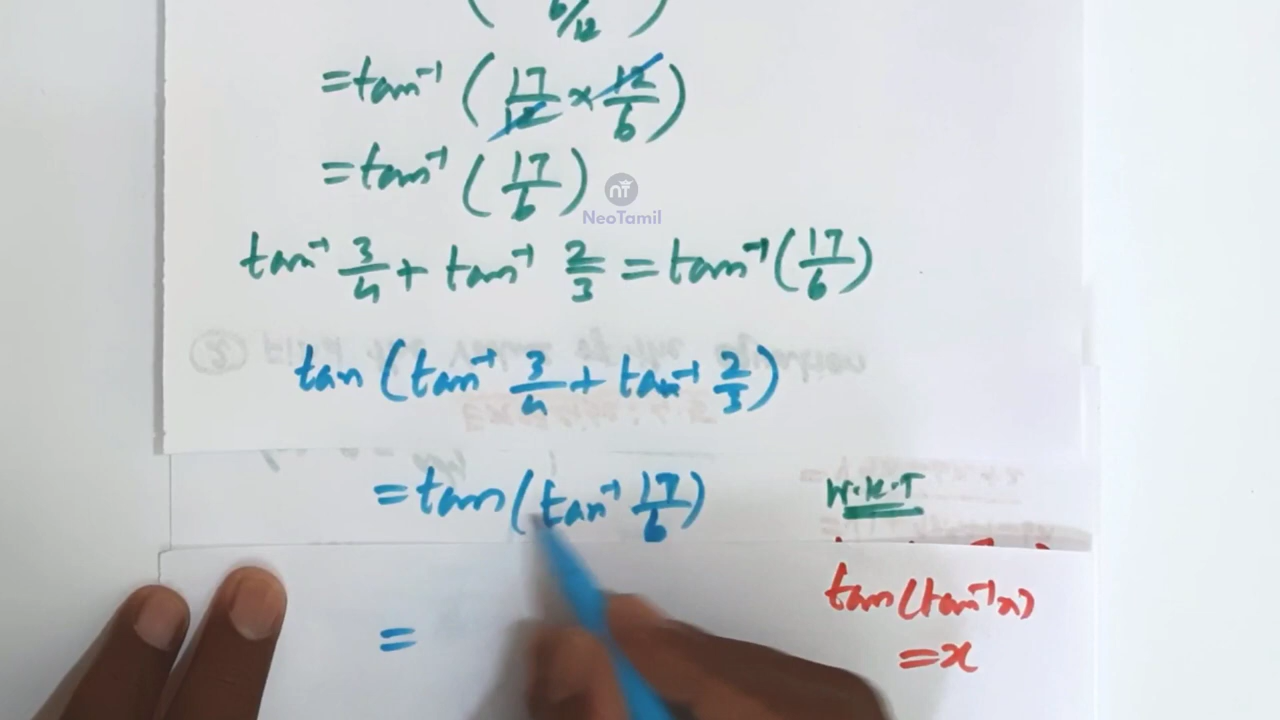 ( 6/12 )
=tan⁻¹ (17/12 × 12/6)
=tan⁻¹ (17/6)
NeoTamil
tan⁻¹ 3/4 + tan⁻¹ 2/3 = tan⁻¹ (17/6)
tan (tan⁻¹ 3/4 + tan⁻¹ 2/3)
= tan (tan⁻¹ 17/6)
W.K.T
tan(tan⁻¹x)
=x
=